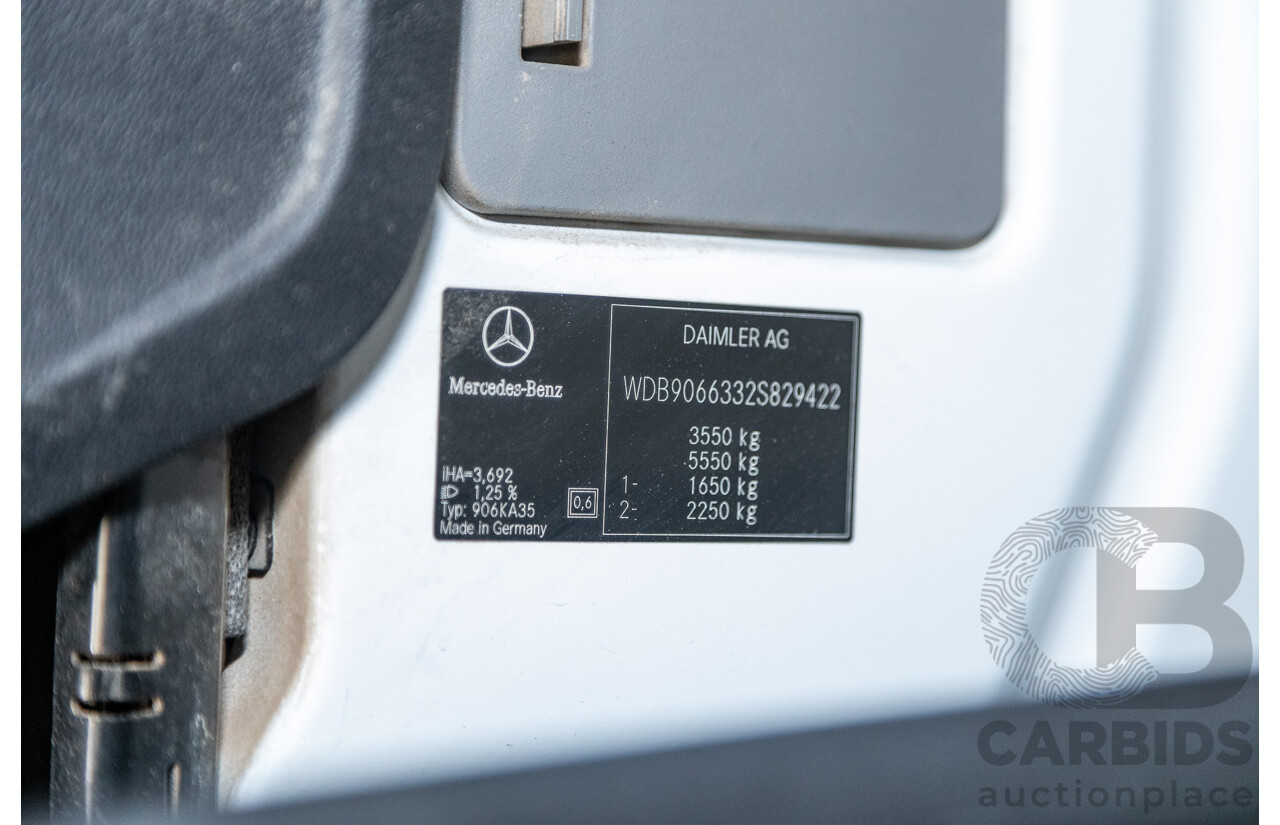 Mercedes-Benz
iHA=3,692
1,25 %
Typ: 906KA35
Made in Germany
0,6
DAIMLER AG
WDB9066332S829422
3550 kg
5550 kg
1- 1650 kg
2- 2250 kg
CB
CARBIDS
auctionplace